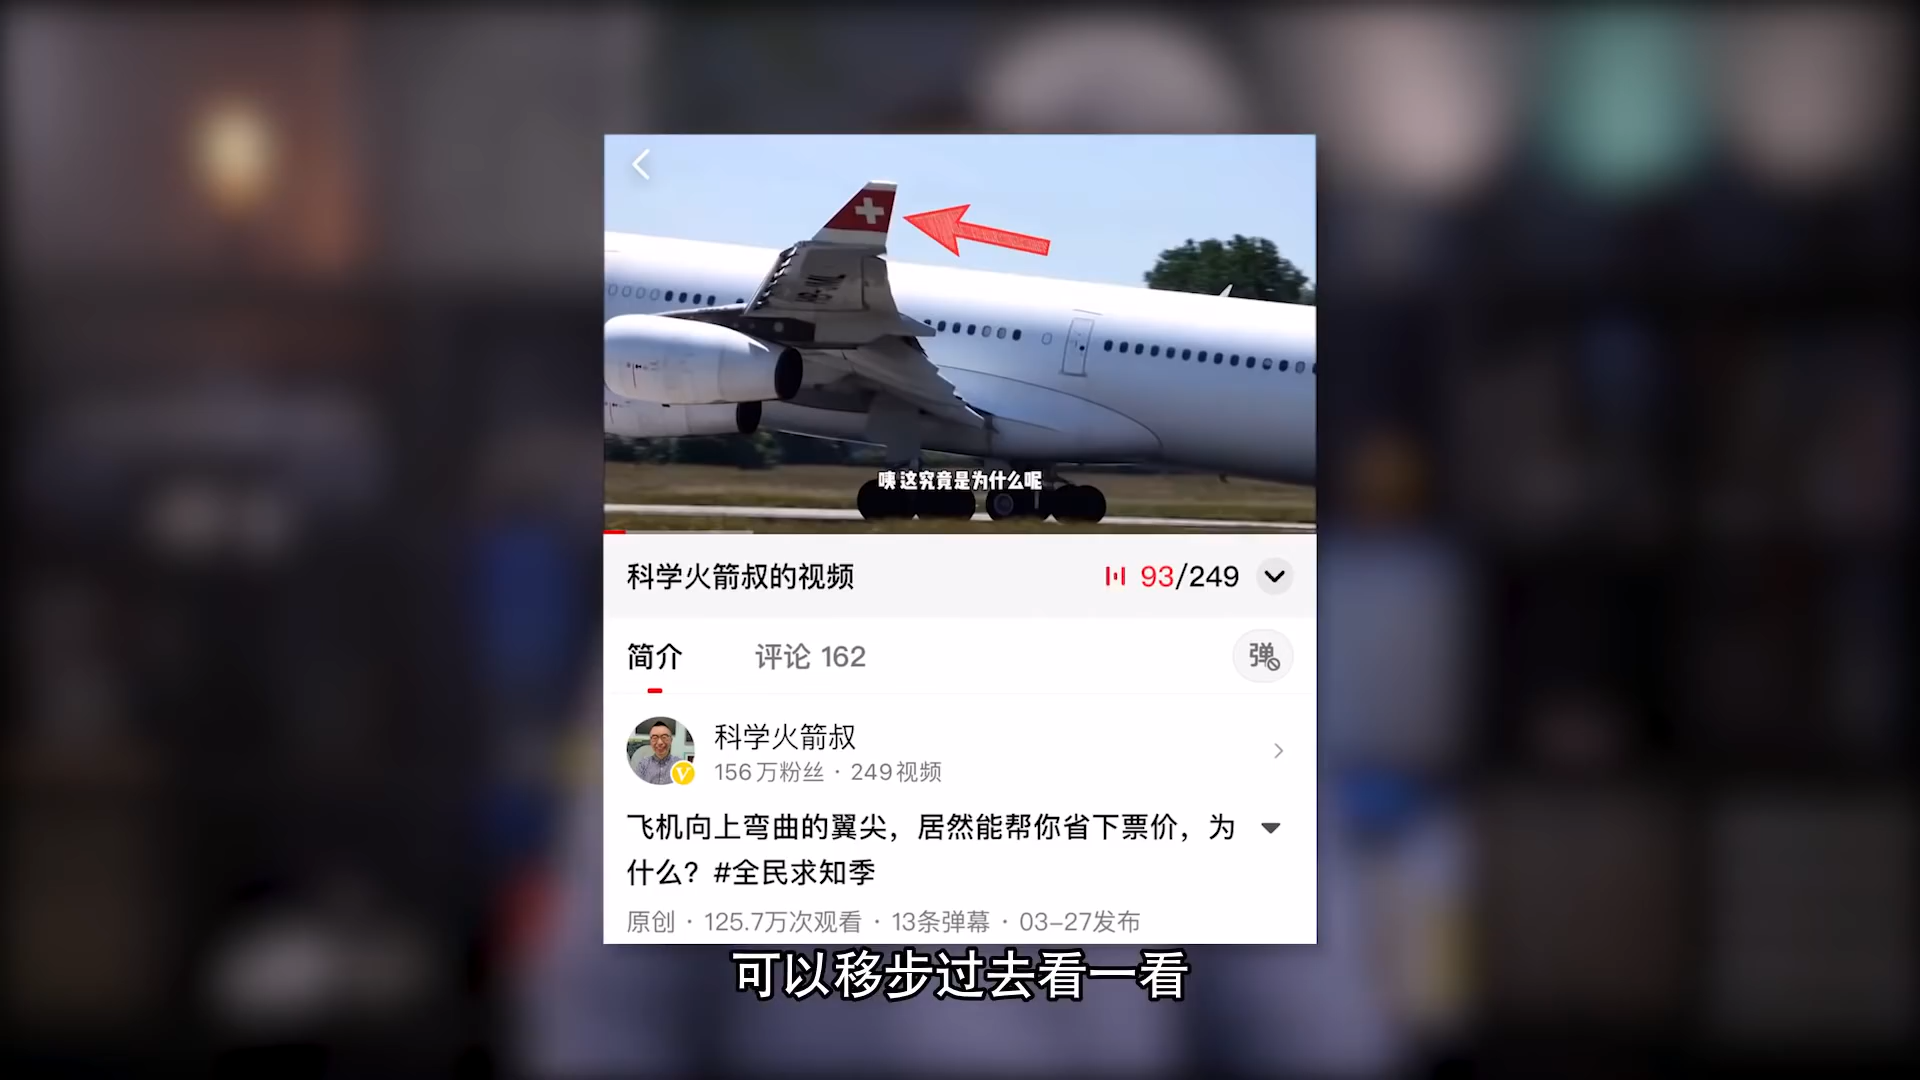 咦 这究竟是为什么呢
科学火箭叔的视频
93/249
简介
评论 162
弹
科学火箭叔
156万粉丝 · 249视频
飞机向上弯曲的翼尖，居然能帮你省下票价，为
什么？#全民求知季
原创 · 125.7万次观看 · 13条弹幕 · 03-27发布
可以移步过去看一看